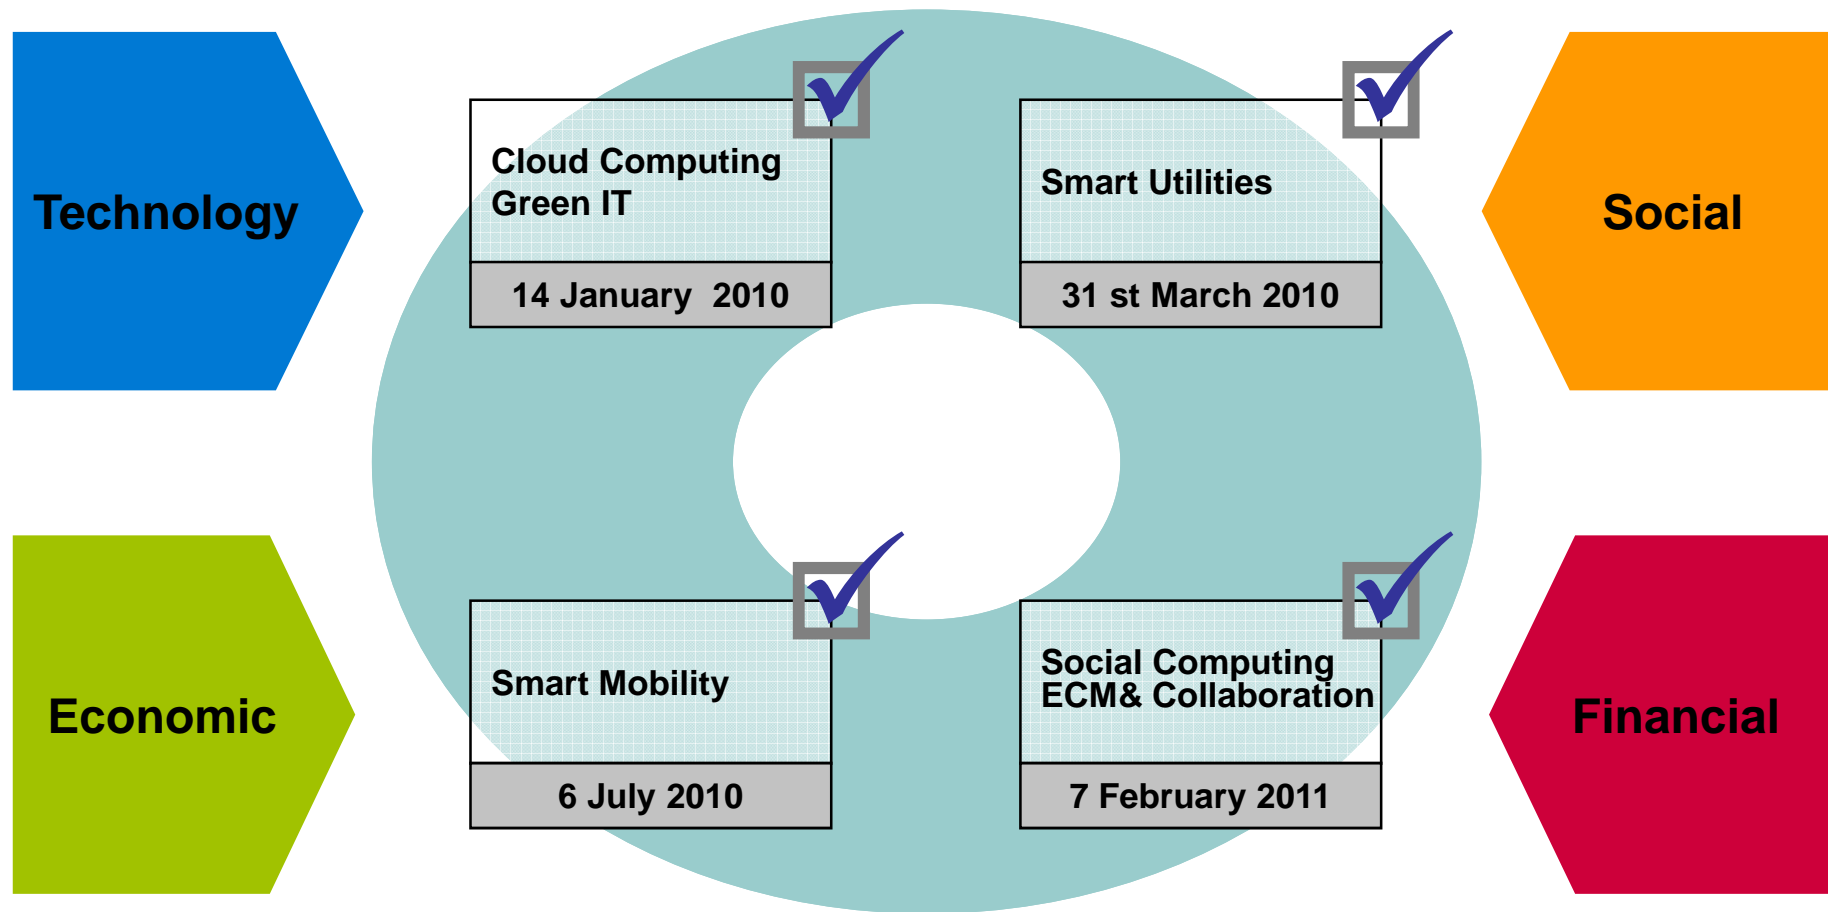 Technology
Cloud Computing
Green IT
14 January  2010
Smart Utilities
31 st March 2010
Social
Economic
Smart Mobility
6 July 2010
Social Computing
ECM& Collaboration
7 February 2011
Financial